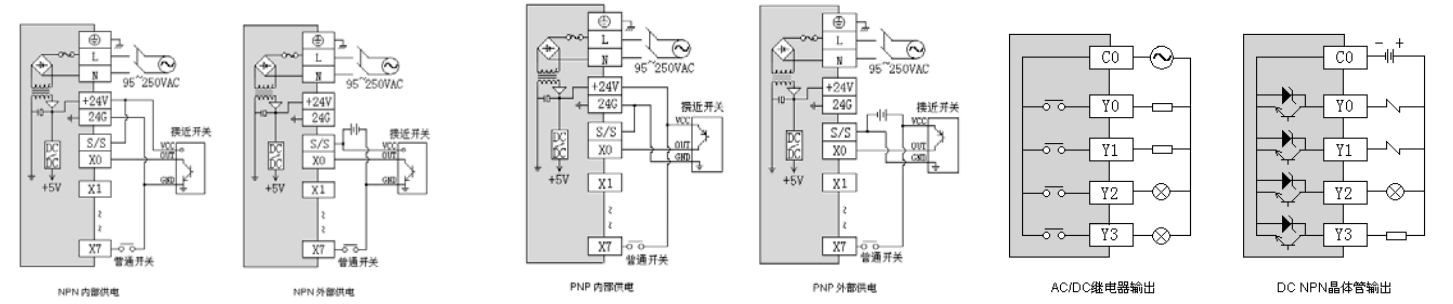 L
N
95~250VAC
+24V
24G
接近开关
S/S
VCC
X0
OUT
DC
DC
+5V
GND
X1
X7
普通开关
NPN 内部供电
L
N
95~250VAC
+24V
24G
接近开关
S/S
VCC
X0
OUT
DC
DC
+5V
GND
X1
X7
普通开关
NPN 外部供电
L
N
95~250VAC
+24V
24G
接近开关
VCC
S/S
X0
OUT
DC
DC
GND
+5V
X1
X7
普通开关
PNP 内部供电
L
N
95~250VAC
+24V
24G
接近开关
VCC
S/S
X0
OUT
DC
DC
GND
+5V
X1
X7
普通开关
PNP 外部供电
C0
Y0
Y1
Y2
Y3
AC/DC继电器输出
− +
C0
Y0
Y1
Y2
Y3
DC NPN晶体管输出